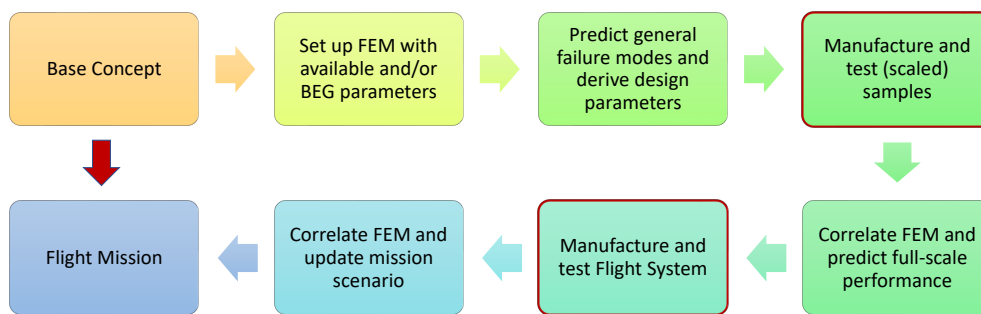 Base Concept
Set up FEM with
available and/or
BEG parameters
Predict general
failure modes and
derive design
parameters
Manufacture and
test (scaled)
samples
Flight Mission
Correlate FEM and
update mission
scenario
Manufacture and
test Flight System
Correlate FEM and
predict full-scale
performance